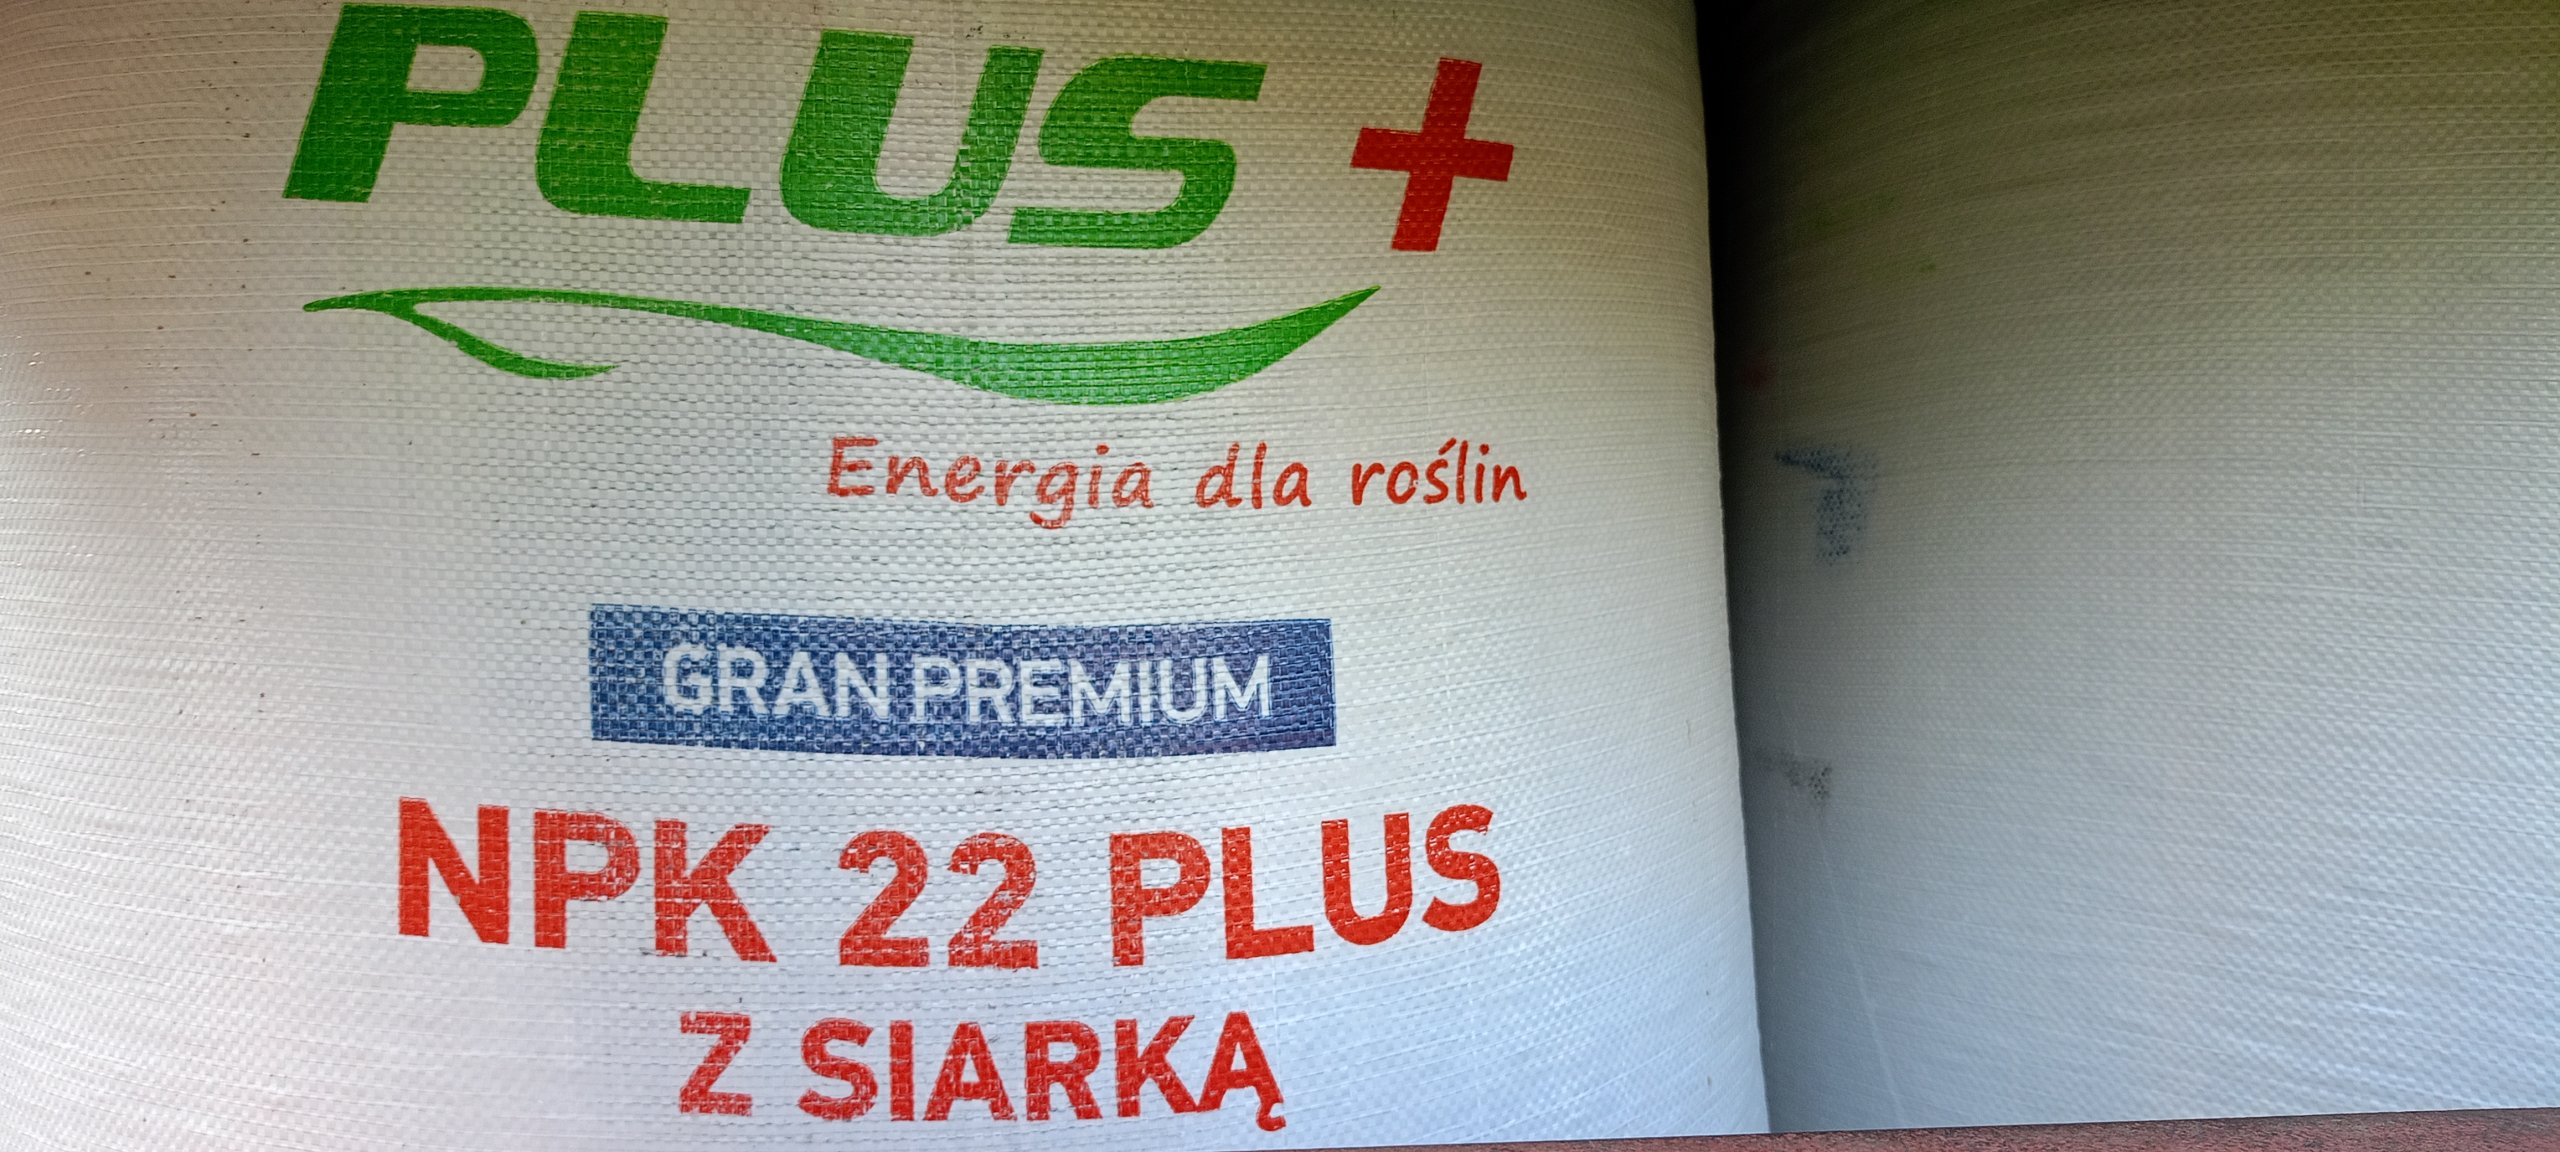 PLUS +
Energia dla roślin
GRAN PREMIUM
NPK 22 PLUS
Z SIARKĄ